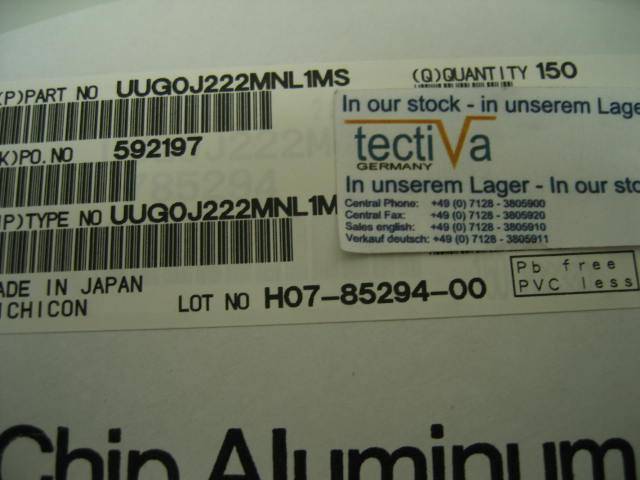 (P)PART NO UUG0J222MNL1MS (Q)QUANTITY 150
In our stock - in unserem Lage
tectiVa
GERMANY
K)PO.NO 592197
In unserem Lager - In our sto
Central Phone: +49 (0) 7128 - 3805900
Central Fax: +49 (0) 7128 - 3805920
Sales english: +49 (0) 7128 - 3805910
Verkauf deutsch: +49 (0) 7128 - 3805911
P)TYPE NO UUG0J222MNL1M
ADE IN JAPAN
ICHICON LOT NO H07-85294-00
Pb free
PVC less
Chip Aluminum